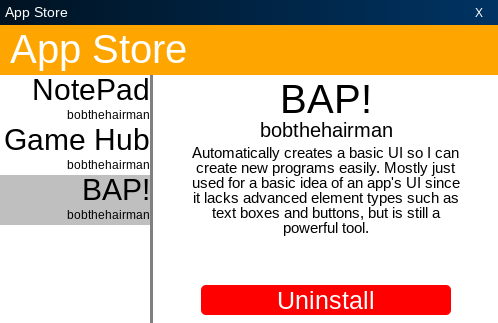 App Store
X
App Store
NotePad
bobthehairman
Game Hub
bobthehairman
BAP!
bobthehairman
BAP!
bobthehairman
Automatically creates a basic UI so I can
create new programs easily. Mostly just
used for a basic idea of an app's UI since
it lacks advanced element types such as
text boxes and buttons, but is still a
powerful tool.
Uninstall